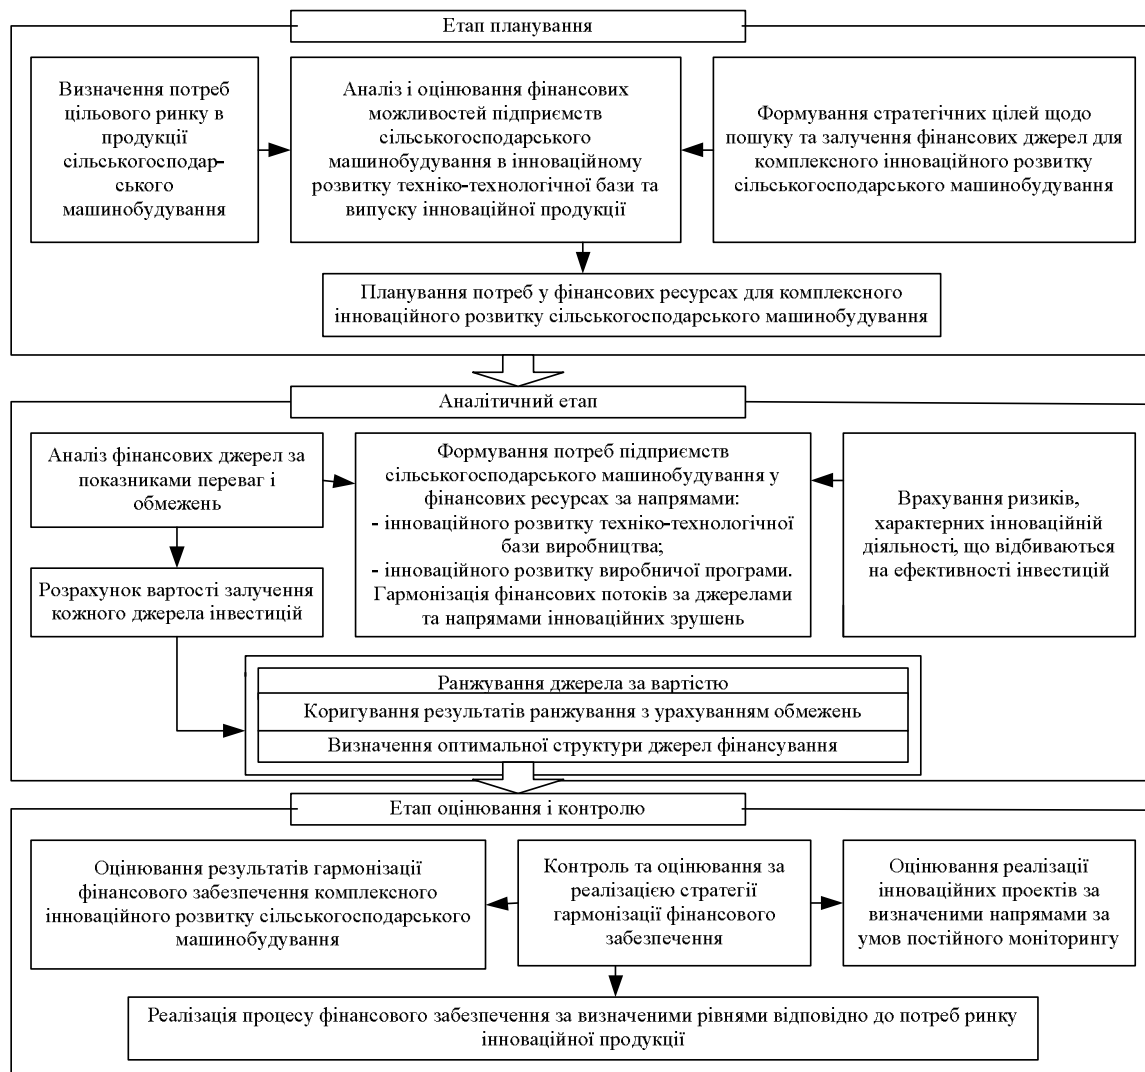 Етап планування
Визначення потреб
цільового ринку в
продукції
сільськогосподар-
ського
машинобудування
Аналіз і оцінювання фінансових
можливостей підприємств
сільськогосподарського
машинобудування в інноваційному
розвитку техніко-технологічної бази та
випуску інноваційної продукції
Формування стратегічних цілей щодо
пошуку та залучення фінансових джерел для
комплексного інноваційного розвитку
сільськогосподарського машинобудування
Планування потреб у фінансових ресурсах для комплексного
інноваційного розвитку сільськогосподарського машинобудування
Аналітичний етап
Аналіз фінансових джерел за
показниками переваг і
обмежень
Формування потреб підприємств
сільськогосподарського машинобудування у
фінансових ресурсах за напрямами:
- інноваційного розвитку техніко-технологічної
бази виробництва;
- інноваційного розвитку виробничої програми.
Гармонізація фінансових потоків за джерелами
та напрямами інноваційних зрушень
Врахування ризиків,
характерних інноваційній
діяльності, що відбиваються
на ефективності інвестицій
Розрахунок вартості залучення
кожного джерела інвестицій
Ранжування джерела за вартістю
Коригування результатів ранжування з урахуванням обмежень
Визначення оптимальної структури джерел фінансування
Етап оцінювання і контролю
Оцінювання результатів гармонізації
фінансового забезпечення комплексного
інноваційного розвитку сільськогосподарського
машинобудування
Контроль та оцінювання за
реалізацією стратегії
гармонізації фінансового
забезпечення
Оцінювання реалізації
інноваційних проектів за
визначеними напрямами за
умов постійного моніторингу
Реалізація процесу фінансового забезпечення за визначеними рівнями відповідно до потреб ринку
інноваційної продукції